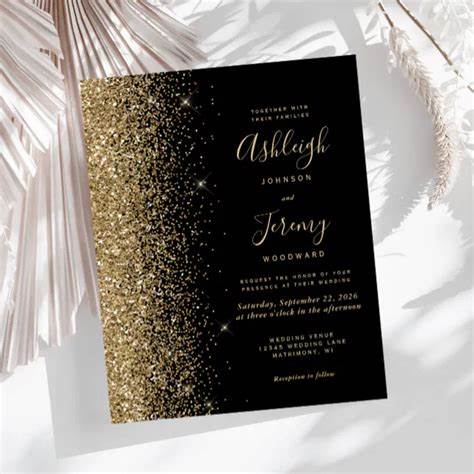 TOGETHER WITH
THEIR FAMILIES
Ashleigh
JOHNSON
and
Jeremy
WOODWARD
REQUEST THE HONOR OF YOUR
PRESENCE AT THEIR WEDDING
Saturday, September 22, 2026
at three o'clock in the afternoon
WEDDING VENUE
12345 WEDDING LANE
MATHIMONY, WI
Reception to follow